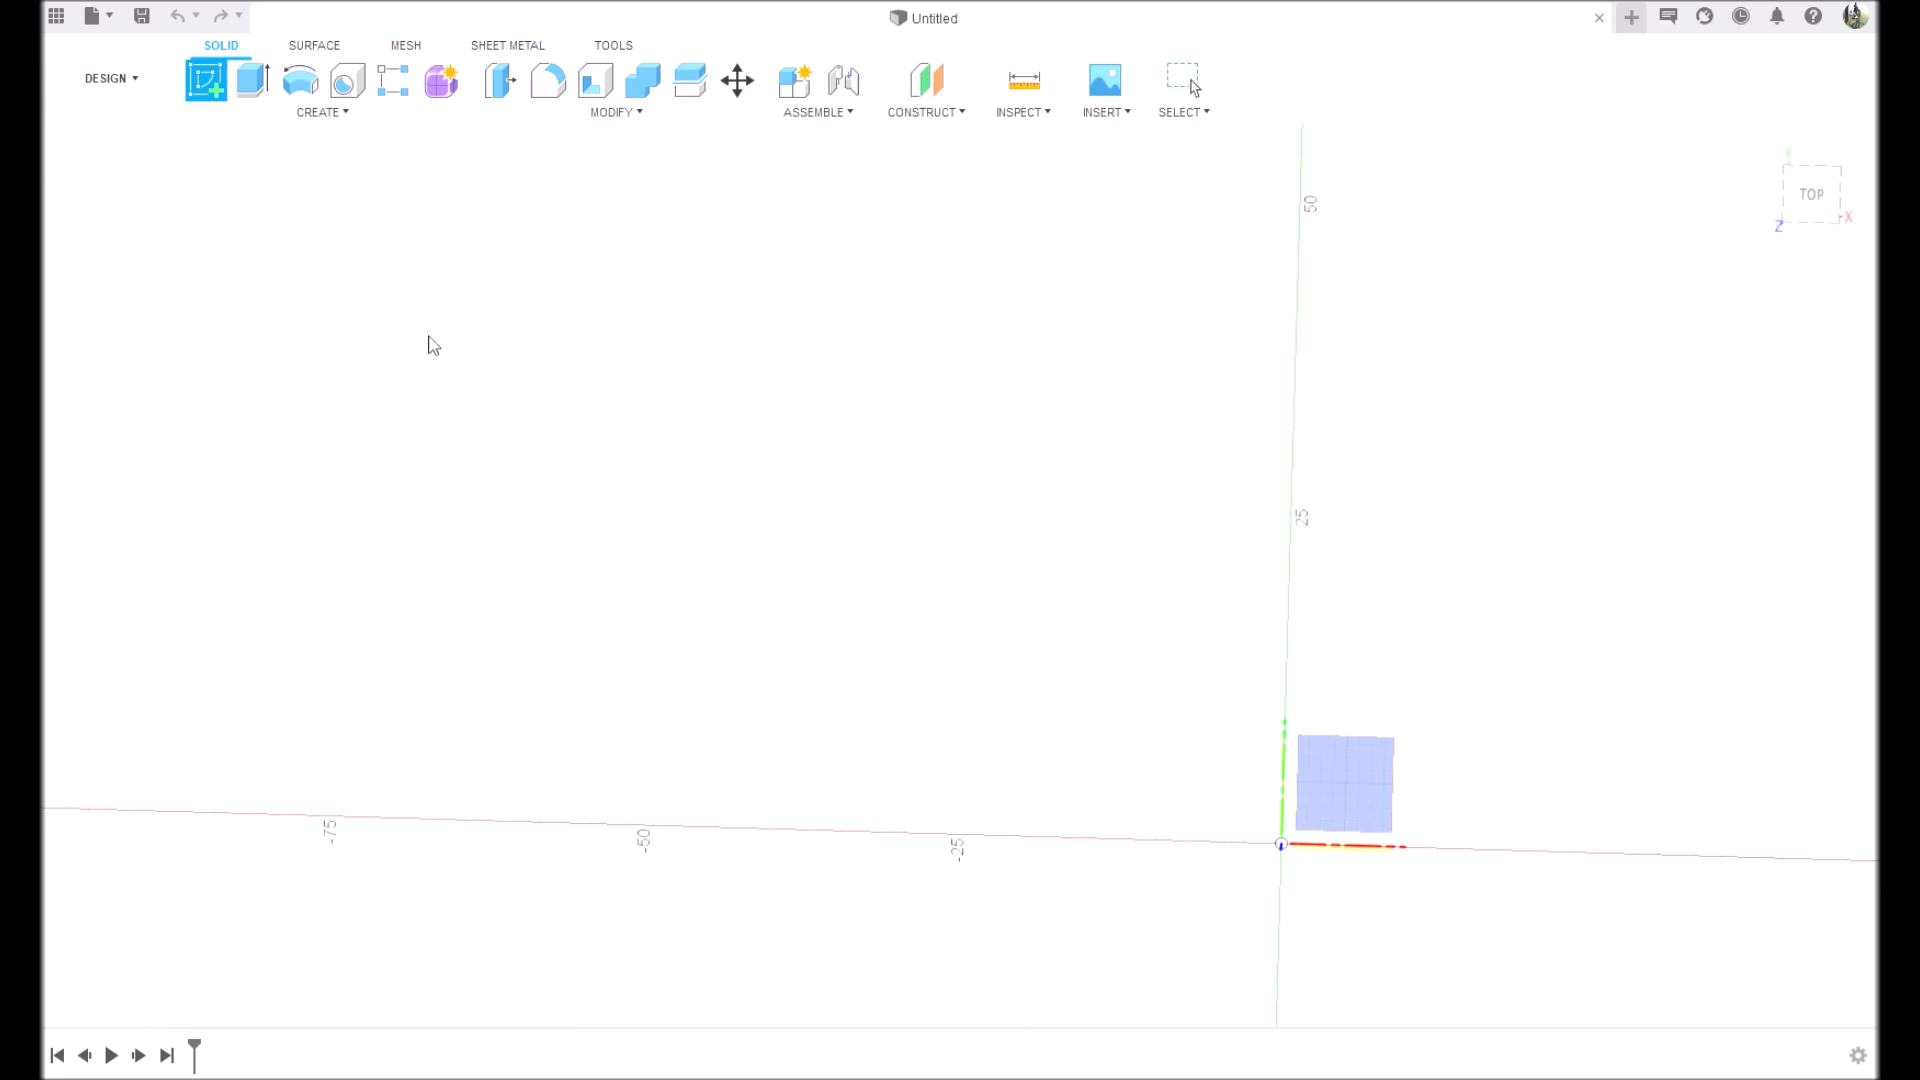 Untitled
SOLID SURFACE MESH SHEET METAL TOOLS
DESIGN
CREATE MODIFY ASSEMBLE CONSTRUCT INSPECT INSERT SELECT
50
Y
TOP
X
Z
25
-75
-50
-25